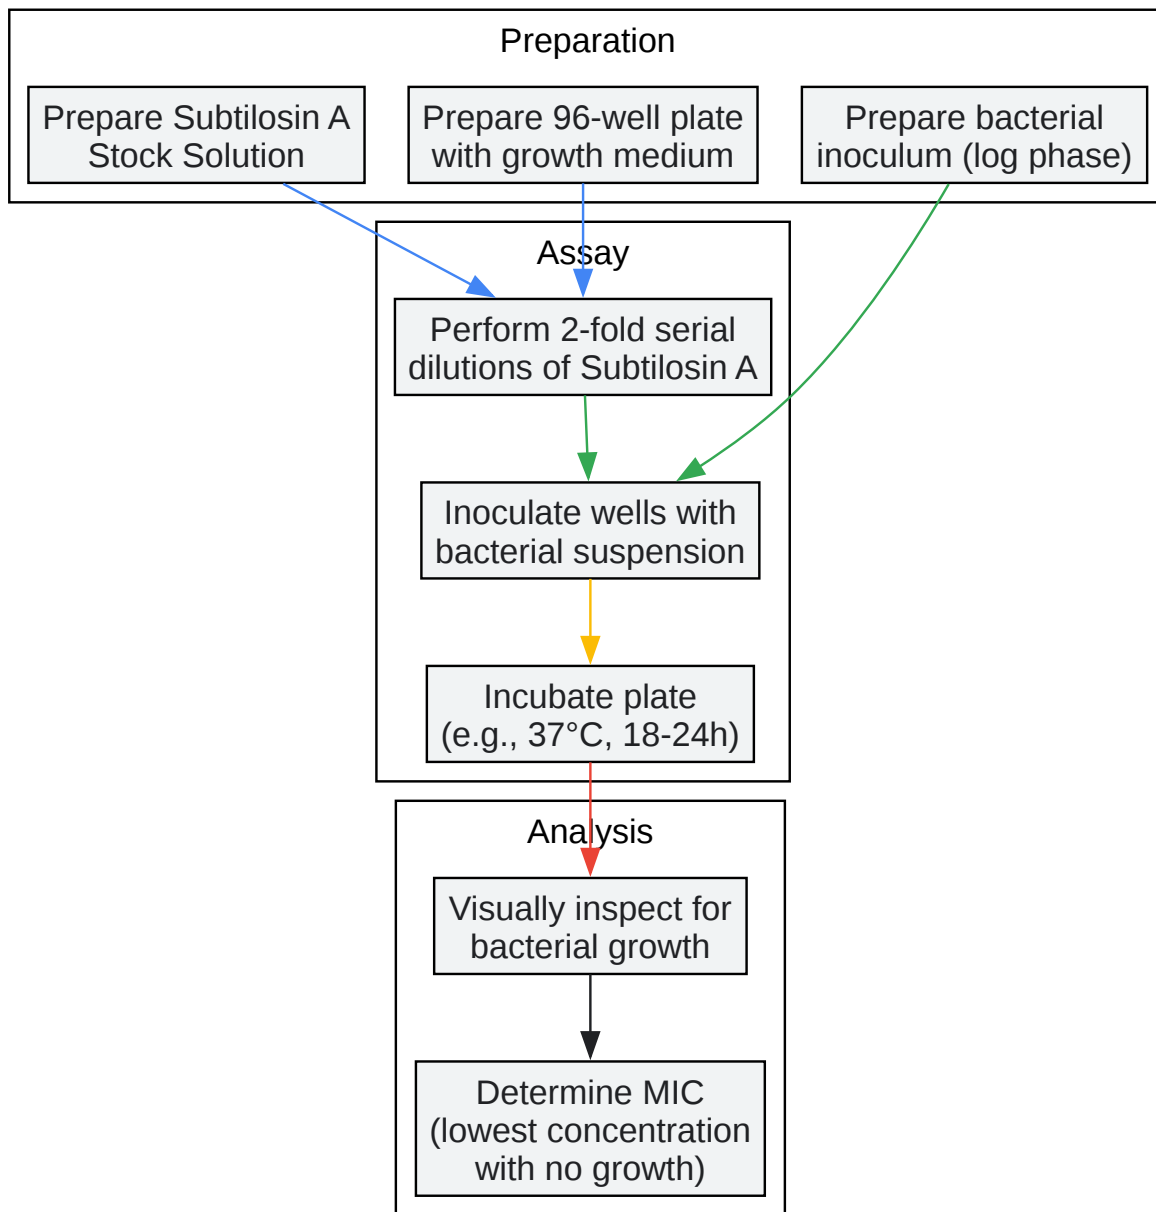 Preparation
Prepare Subtilosin A
Stock Solution
Prepare 96-well plate
with growth medium
Prepare bacterial
inoculum (log phase)
Assay
Perform 2-fold serial
dilutions of Subtilosin A
Inoculate wells with
bacterial suspension
Incubate plate
(e.g., 37°C, 18-24h)
Analysis
Visually inspect for
bacterial growth
Determine MIC
(lowest concentration
with no growth)